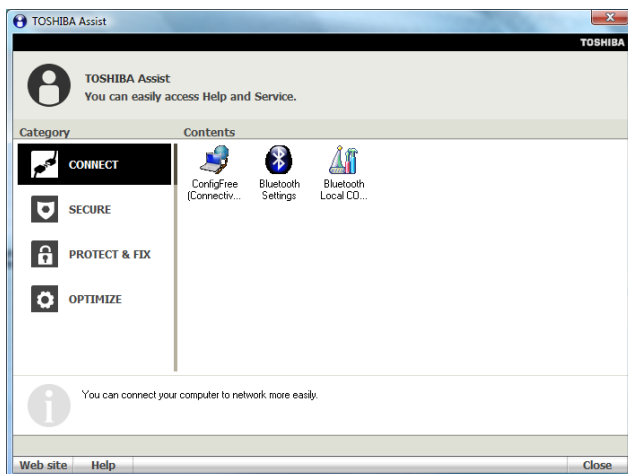 TOSHIBA Assist
TOSHIBA
TOSHIBA Assist
You can easily access Help and Service.
Category
Contents
CONNECT
SECURE
PROTECT & FIX
OPTIMIZE
ConfigFree
(Connectiv...
Bluetooth
Settings
Bluetooth
Local CO...
You can connect your computer to network more easily.
Web site
Help
Close